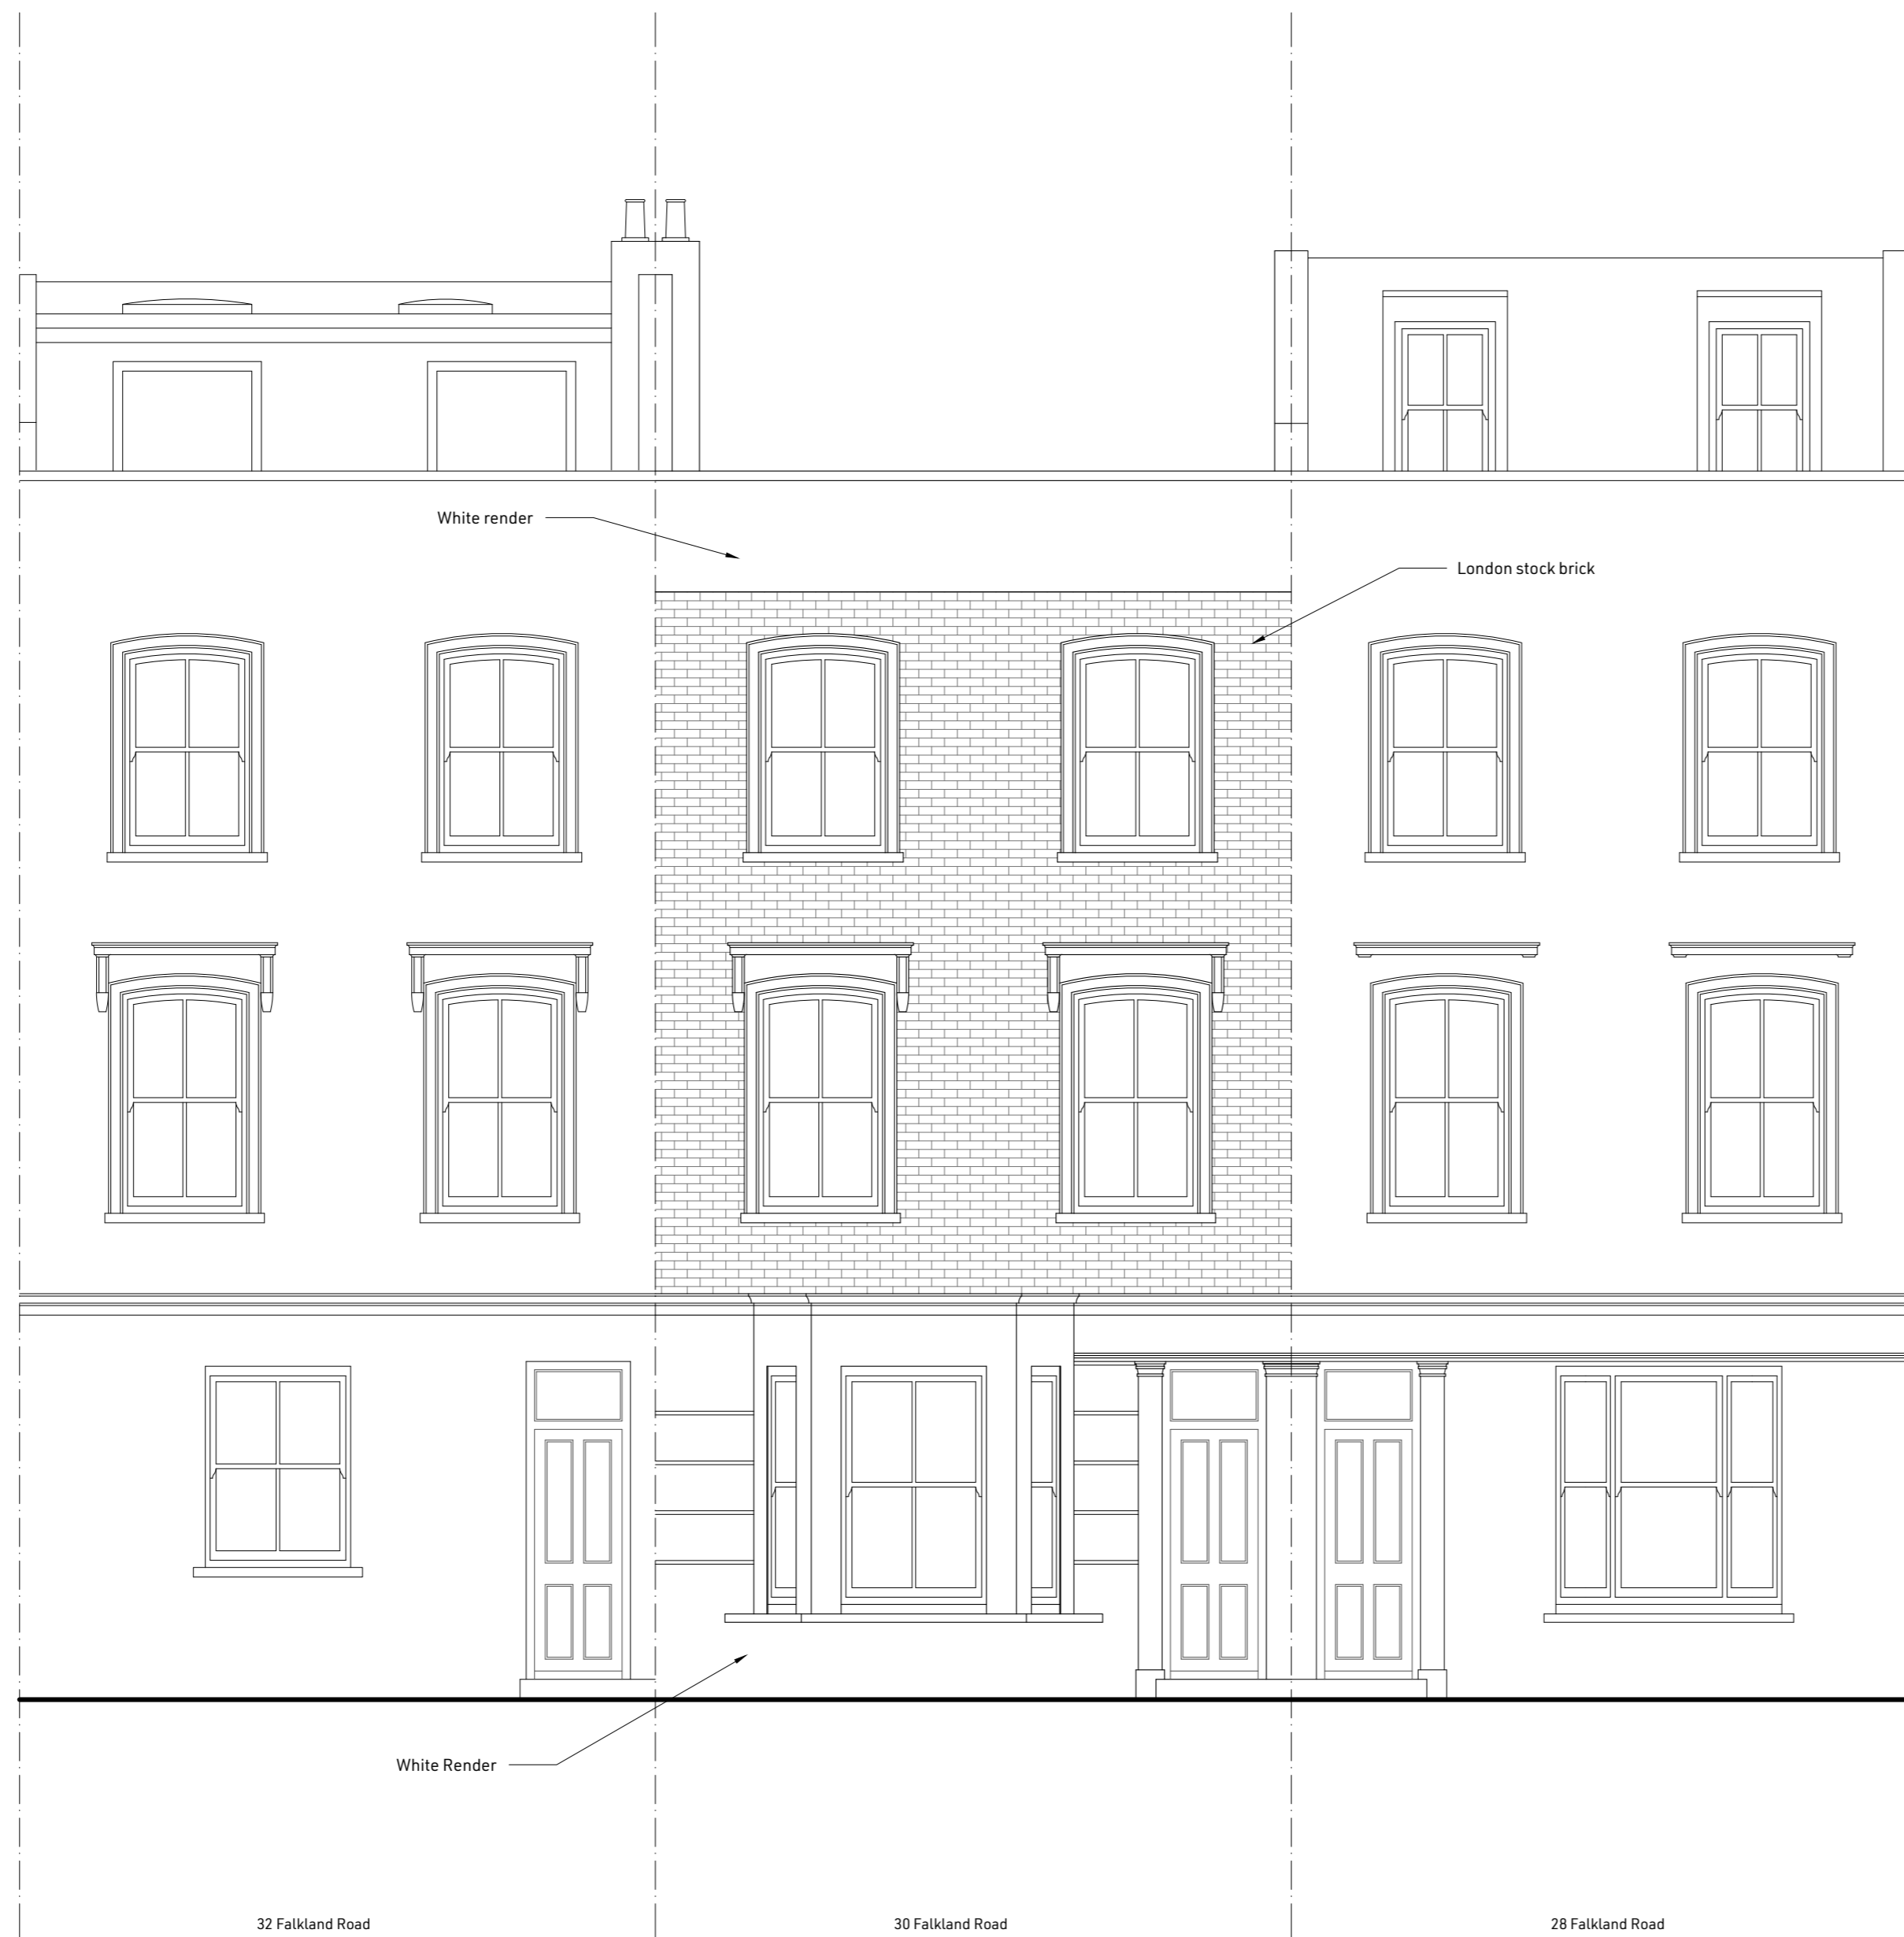 White render
London stock brick
White Render
32 Falkland Road
30 Falkland Road
28 Falkland Road